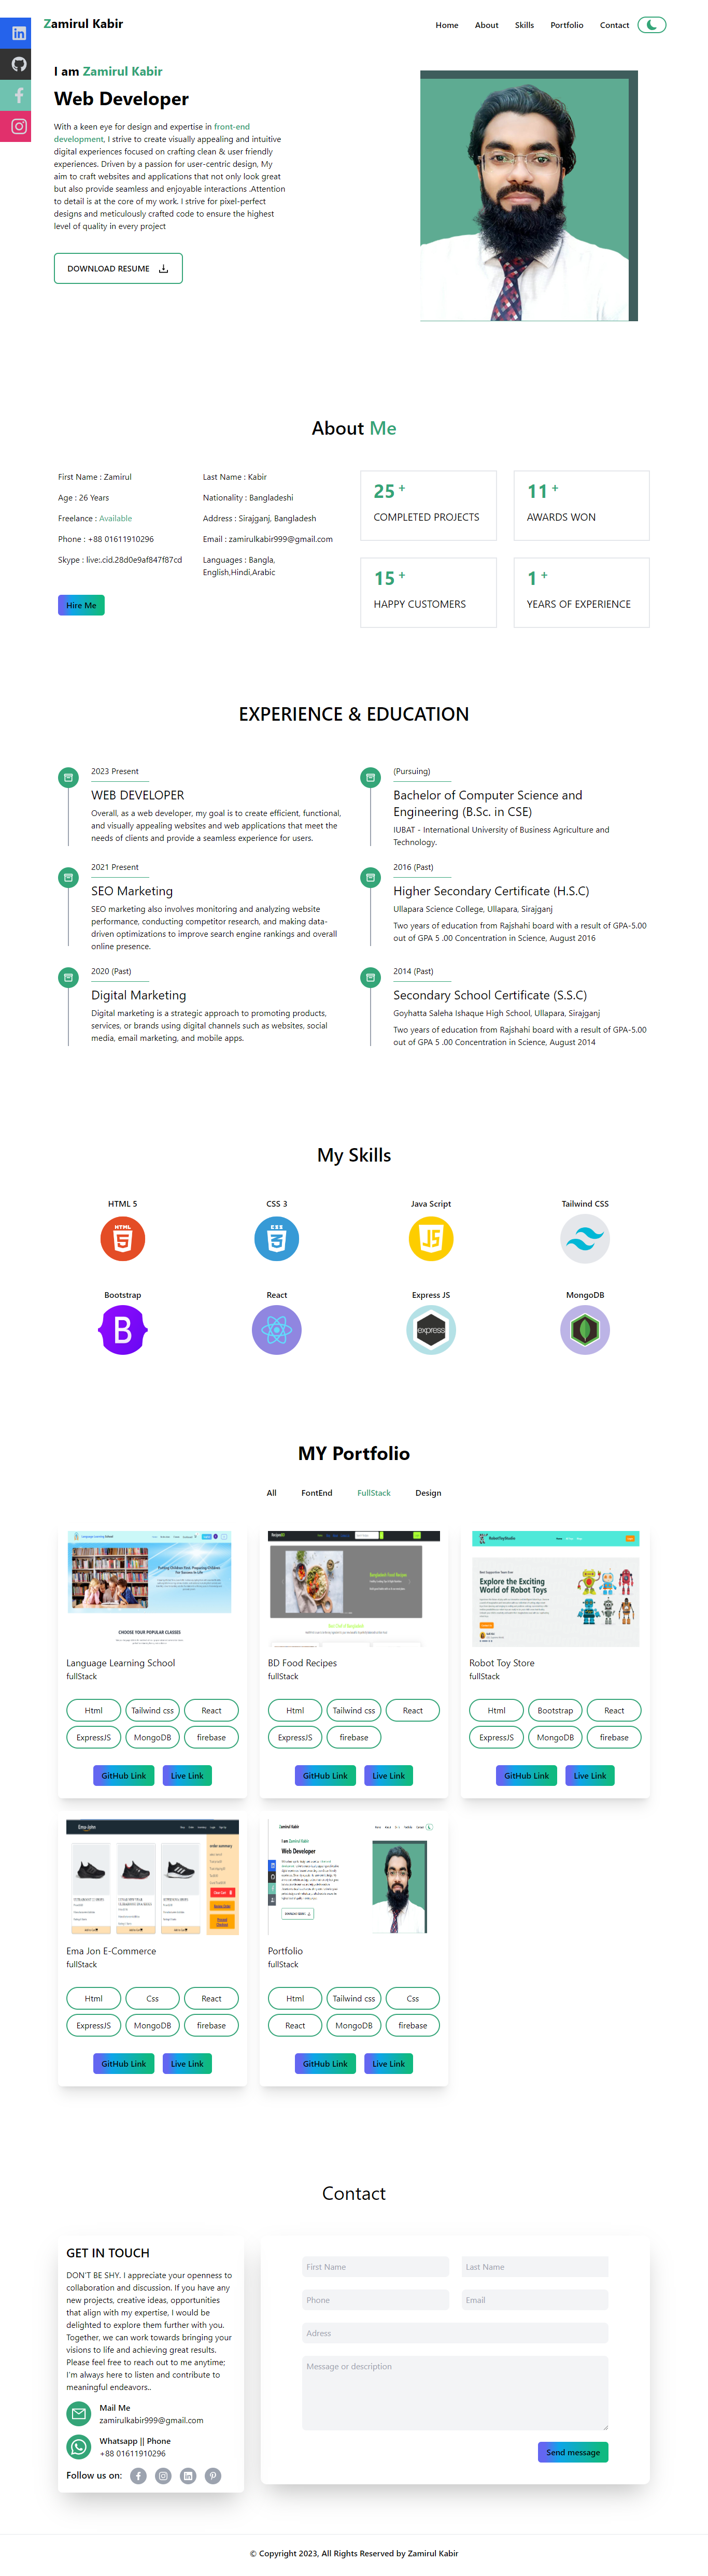 Zamirul Kabir
Home About Skills Portfolio Contact
I am Zamirul Kabir
Web Developer
With a keen eye for design and expertise in front-end
development, I strive to create visually appealing and intuitive
digital experiences focused on crafting clean & user friendly
experiences. Driven by a passion for user-centric design, My
aim to craft websites and applications that not only look great
but also provide seamless and enjoyable interactions .Attention
to detail is at the core of my work. I strive for pixel-perfect
designs and meticulously crafted code to ensure the highest
level of quality in every project
DOWNLOAD RESUME
About Me
First Name : Zamirul
Last Name : Kabir
Age : 26 Years
Nationality : Bangladeshi
Freelance : Available
Address : Sirajganj, Bangladesh
Phone : +88 01611910296
Email : zamirulkabir999@gmail.com
Skype : live:.cid.28d0e9af847f87cd
Languages : Bangla,
English,Hindi,Arabic
Hire Me
25 +
COMPLETED PROJECTS
11 +
AWARDS WON
15 +
HAPPY CUSTOMERS
1 +
YEARS OF EXPERIENCE
EXPERIENCE & EDUCATION
2023 Present
WEB DEVELOPER
Overall, as a web developer, my goal is to create efficient, functional,
and visually appealing websites and web applications that meet the
needs of clients and provide a seamless experience for users.
2021 Present
SEO Marketing
SEO marketing also involves monitoring and analyzing website
performance, conducting competitor research, and making data-
driven optimizations to improve search engine rankings and overall
online presence.
2020 (Past)
Digital Marketing
Digital marketing is a strategic approach to promoting products,
services, or brands using digital channels such as websites, social
media, email marketing, and mobile apps.
(Pursuing)
Bachelor of Computer Science and
Engineering (B.Sc. in CSE)
IUBAT - International University of Business Agriculture and
Technology.
2016 (Past)
Higher Secondary Certificate (H.S.C)
Ullapara Science College, Ullapara, Sirajganj
Two years of education from Rajshahi board with a result of GPA-5.00
out of GPA 5 .00 Concentration in Science, August 2016
2014 (Past)
Secondary School Certificate (S.S.C)
Goyhatta Saleha Ishaque High School, Ullapara, Sirajganj
Two years of education from Rajshahi board with a result of GPA-5.00
out of GPA 5 .00 Concentration in Science, August 2014
My Skills
HTML 5 CSS 3 Java Script Tailwind CSS
HTML 5 CSS 3 JS
Bootstrap React Express JS MongoDB
B express
MY Portfolio
All FontEnd FullStack Design
CHOOSE YOUR POPULAR CLASSES
Explore the Exciting
World of Robot Toys
Language Learning School
fullStack
Html Tailwind css React
ExpressJS MongoDB firebase
GitHub Link Live Link
BD Food Recipes
fullStack
Html Tailwind css React
ExpressJS firebase
GitHub Link Live Link
Robot Toy Store
fullStack
Html Bootstrap React
ExpressJS MongoDB firebase
GitHub Link Live Link
Zamirul Kabir
I am Zamirul Kabir
Web Developer
Ema Jon E-Commerce
fullStack
Html Css React
ExpressJS MongoDB firebase
GitHub Link Live Link
Portfolio
fullStack
Html Tailwind css Css
React MongoDB firebase
GitHub Link Live Link
Contact
GET IN TOUCH
DON'T BE SHY. I appreciate your openness to
collaboration and discussion. If you have any
new projects, creative ideas, opportunities
that align with my expertise, I would be
delighted to explore them further with you.
Together, we can work towards bringing your
visions to life and achieving great results.
Please feel free to reach out to me anytime;
I'm always here to listen and contribute to
meaningful endeavors..
Mail Me
zamirulkabir999@gmail.com
Whatsapp || Phone
+88 01611910296
Follow us on:
First Name Last Name
Phone Email
Adress
Message or description
Send message
© Copyright 2023, All Rights Reserved by Zamirul Kabir